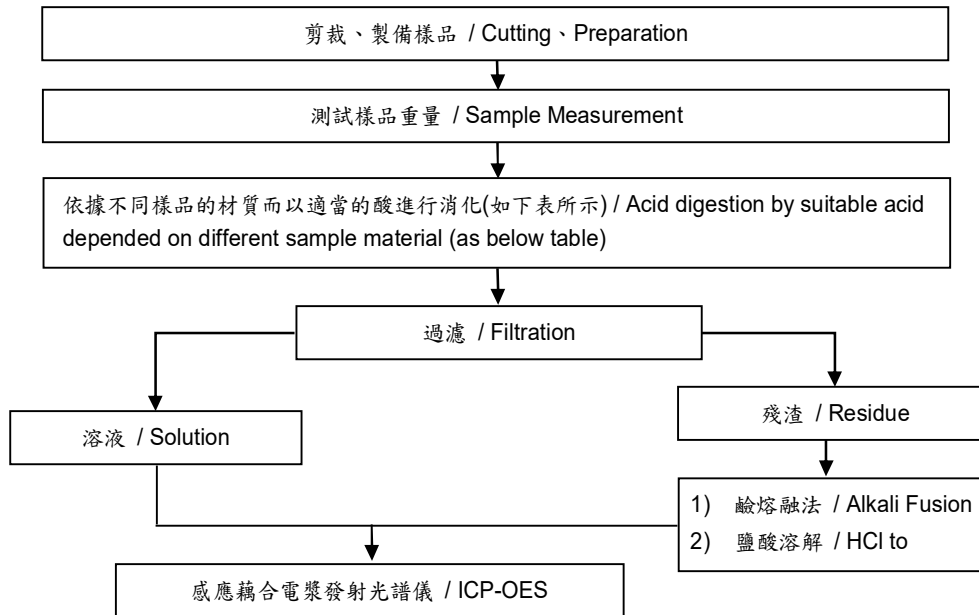 剪裁、製備樣品 / Cutting、Preparation
測試樣品重量 / Sample Measurement
依據不同樣品的材質而以適當的酸進行消化(如下表所示) / Acid digestion by suitable acid
depended on different sample material (as below table)
過濾 / Filtration
溶液 / Solution
殘渣 / Residue
1) 鹼熔融法 / Alkali Fusion
2) 鹽酸溶解 / HCl to
感應藕合電漿發射光譜儀 / ICP-OES